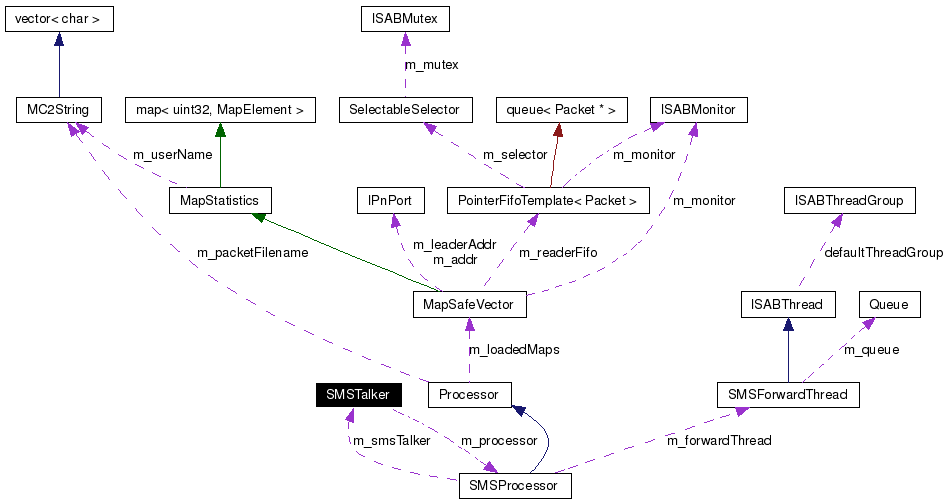 vector< char >
ISABMutex
m_mutex
MC2String
map< uint32, MapElement >
SelectableSelector
queue< Packet * >
ISABMonitor
m_userName
m_selector
m_monitor
MapStatistics
IPnPort
PointerFifoTemplate< Packet >
m_monitor
ISABThreadGroup
m_packetFilename
m_leaderAddr
m_addr
m_readerFifo
defaultThreadGroup
MapSafeVector
ISABThread
Queue
m_loadedMaps
m_queue
SMSTalker
Processor
SMSForwardThread
m_smsTalker
m_processor
m_forwardThread
SMSProcessor